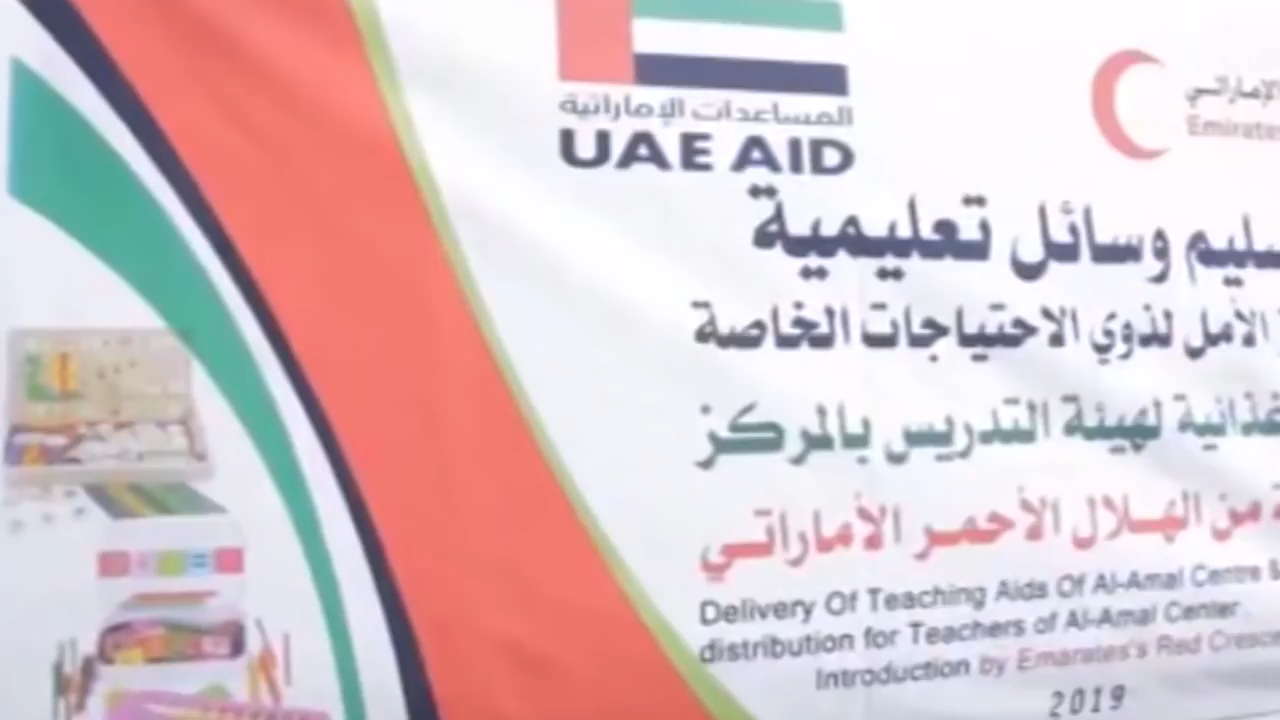 المساعدات الإماراتية
UAE AID
الإماراتي
Emirates
وسائل تعليمية
الأمل لذوي الاحتياجات الخاصة
لهيئة التدريس بالمركز
من الهلال الأحمر الأماراتي
Delivery Of Teaching Aids Of Al-Amal Centre &
distribution for Teachers of Al-Amal Center
Introduction by Emarates's Red
2019